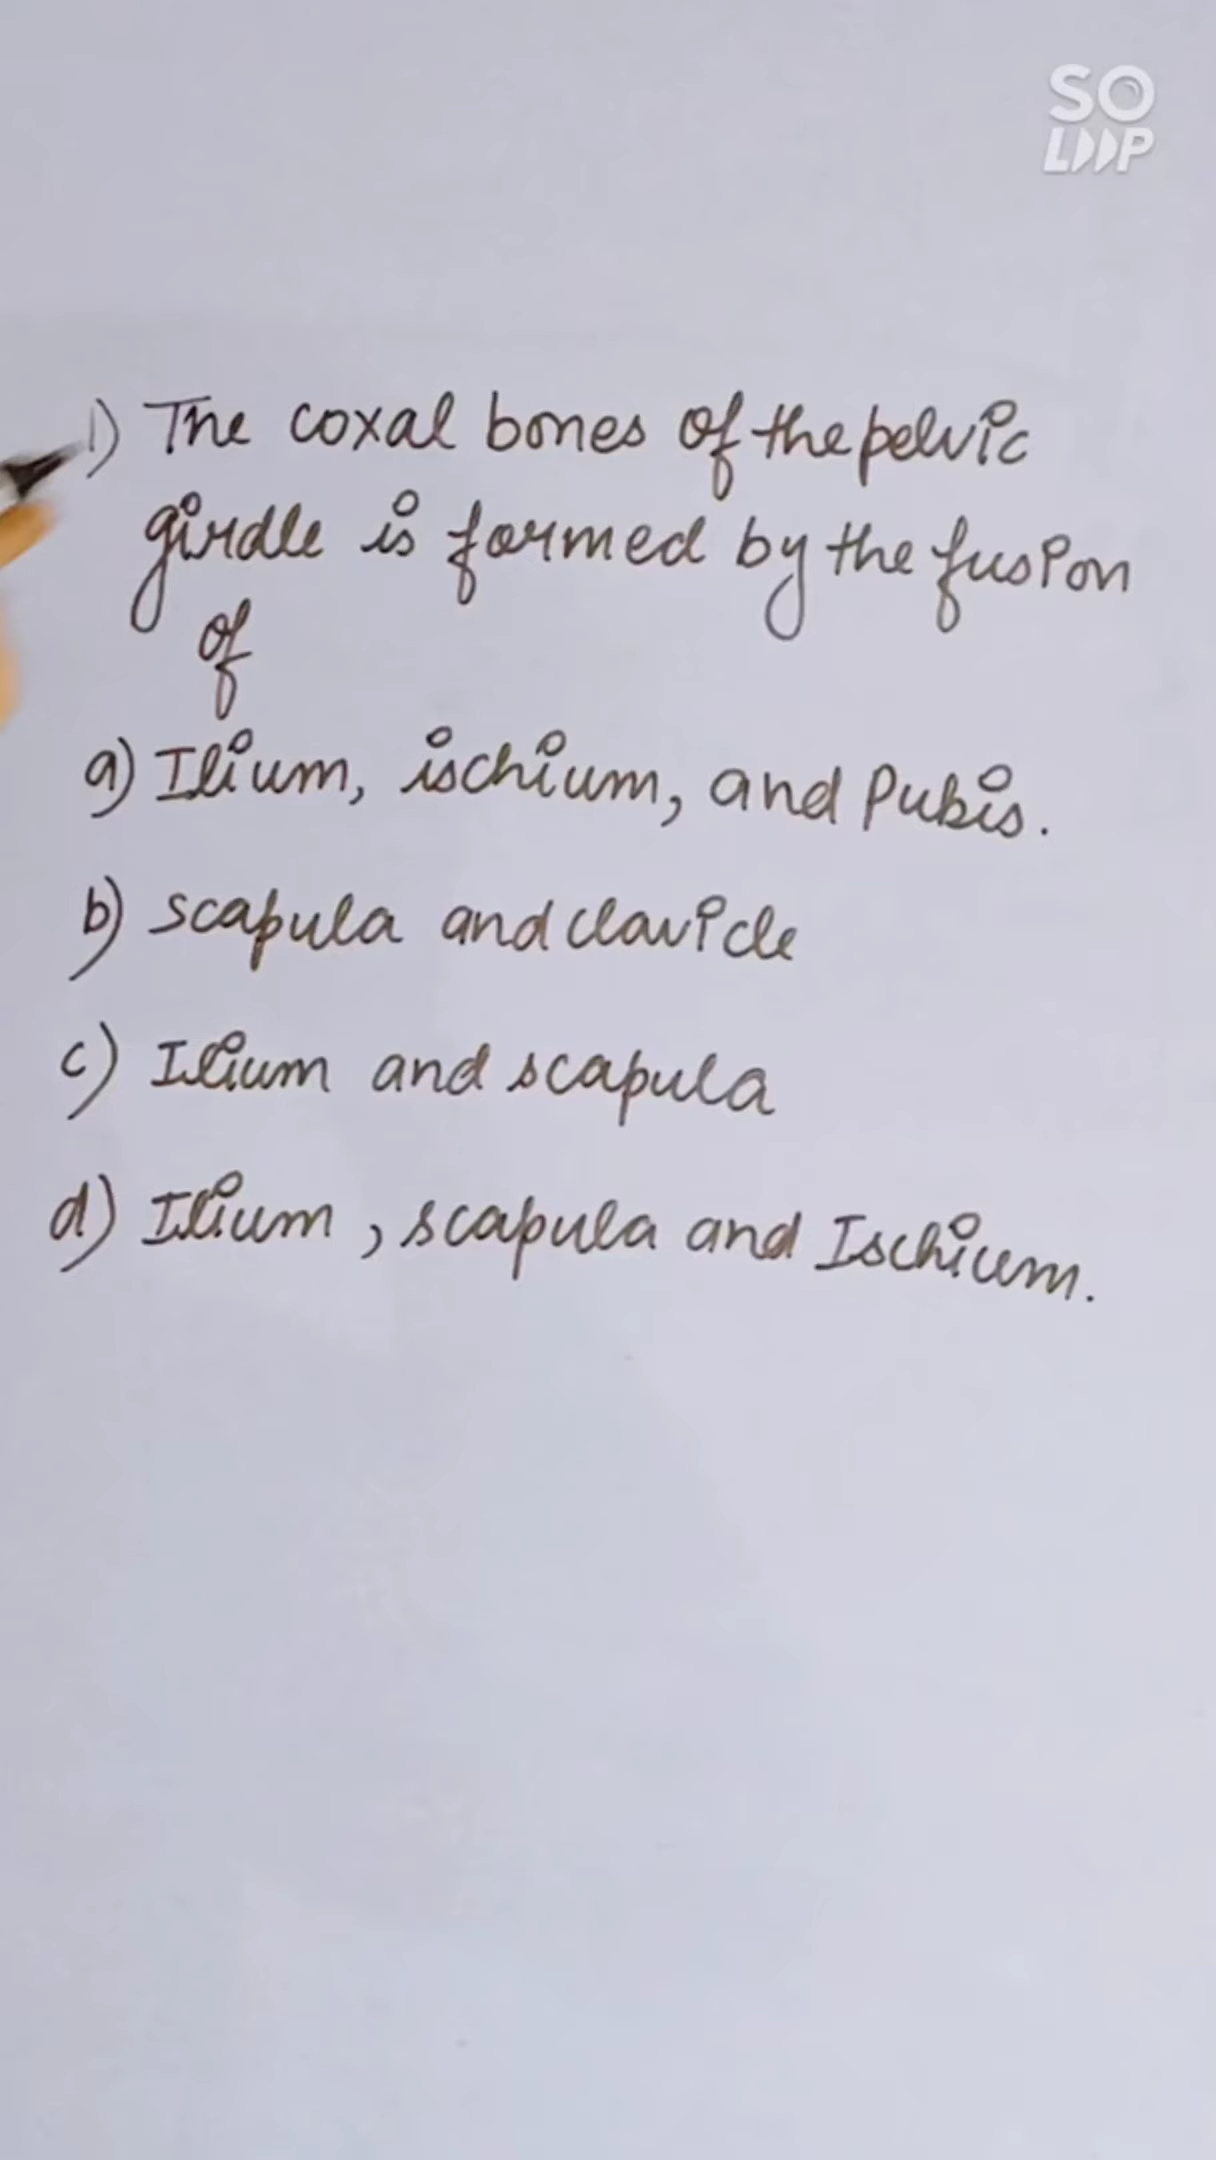 SO
LOOP
1) The coxal bones of the pelvic
girdle is formed by the fusion
of
a) Ilium, ischium, and Pubis.
b) scapula and clavicle
c) Ilium and scapula
d) Ilium, scapula and Ischium.